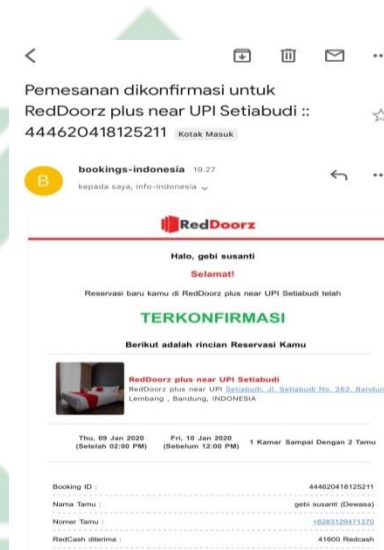 Pemesanan dikonfirmasi untuk
RedDoorz plus near UPI Setiabudi ::
444620418125211 Kotak Masuk
B
bookings-indonesia 19.27
kepada saya, info-indonesia
RedDoorz
Halo, gebi susanti
Selamat!
Reservasi baru kamu di RedDoorz plus near UPI Setiabudi telah
TERKONFIRMASI
Berikut adalah rincian Reservasi Kamu
RedDoorz plus near UPI Setiabudi
RedDoorz plus near UPI Setiabudi, Jl. Setiabudi No. 262, Bandun
Lembang , Bandung, INDONESIA
Thu, 09 Jan 2020 Fri, 10 Jan 2020 1 Kamar Sampai Dengan 2 Tamu
(Setelah 02:00 PM) (Sebelum 12:00 PM)
Booking ID : 444620418125211
Nama Tamu : gebi susanti (Dewasa)
Nomer Tamu : +6283129471370
RedCash diterima : 41600 Redcash